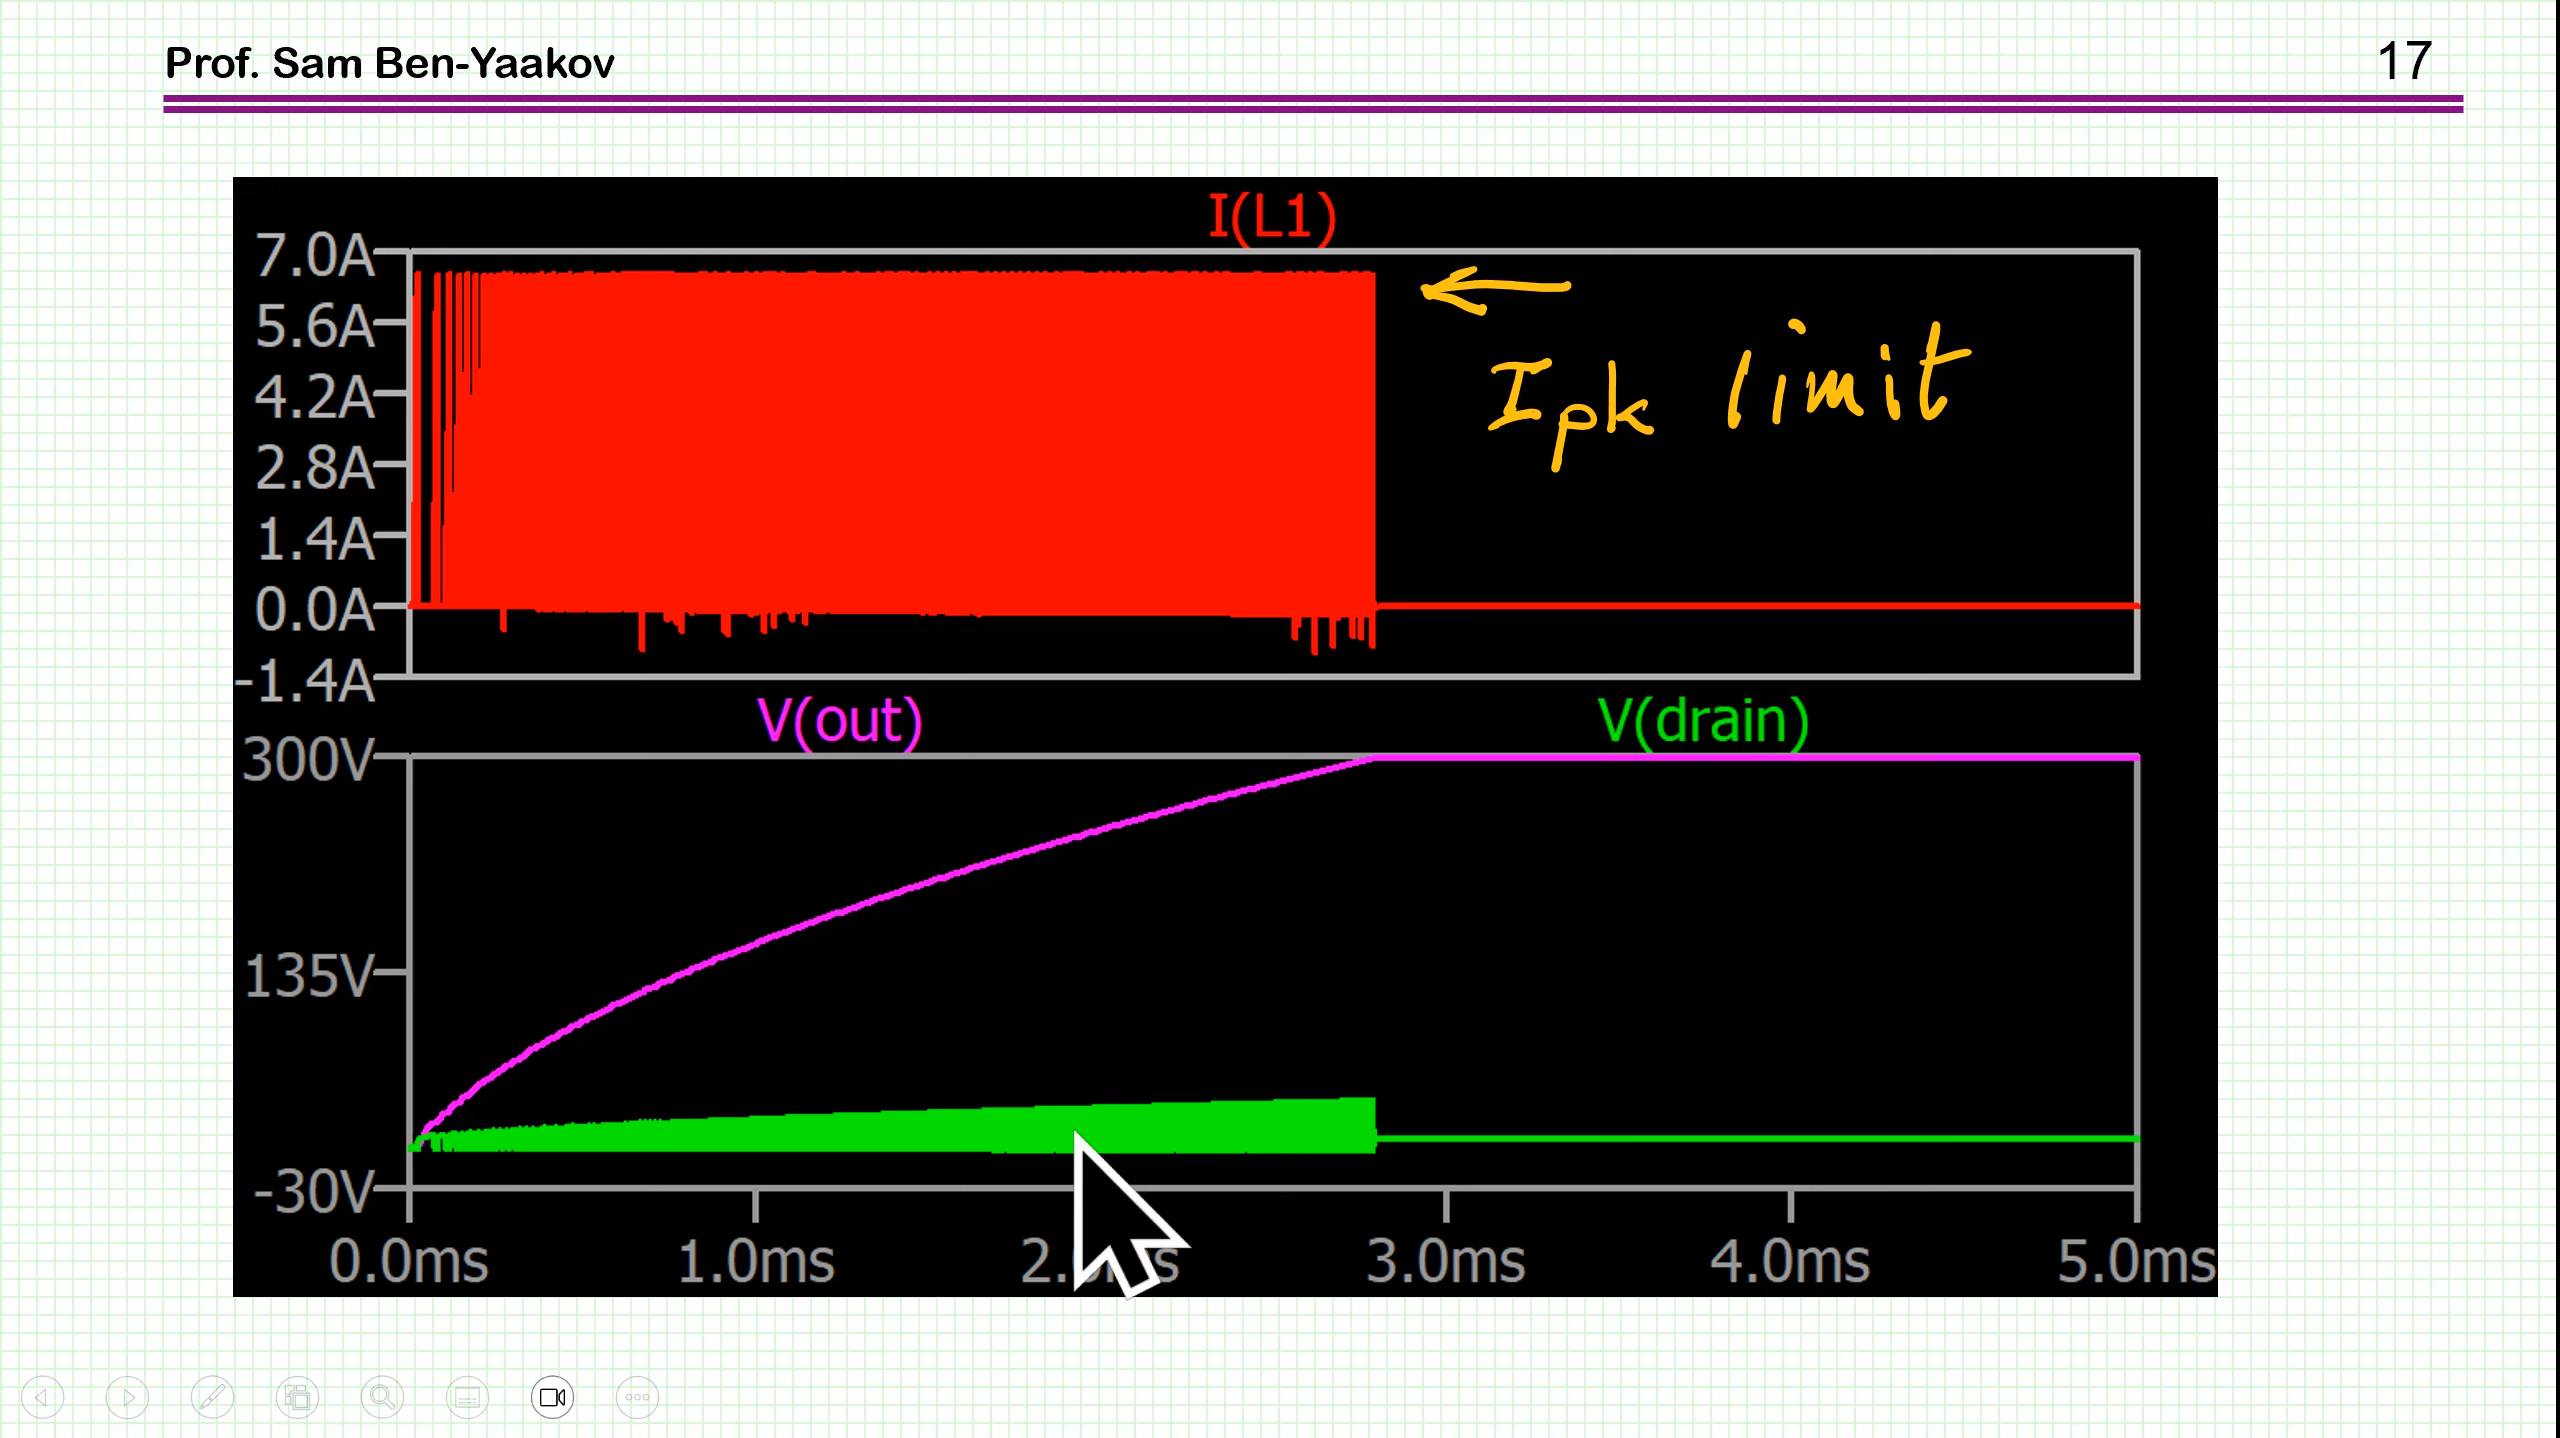 Prof. Sam Ben-Yaakov
17
I(L1)
7.0A
5.6A
4.2A
2.8A
1.4A
0.0A
-1.4A
Ipk limit
V(out) V(drain)
300V
135V
-30V
0.0ms 1.0ms 3.0ms 4.0ms 5.0ms